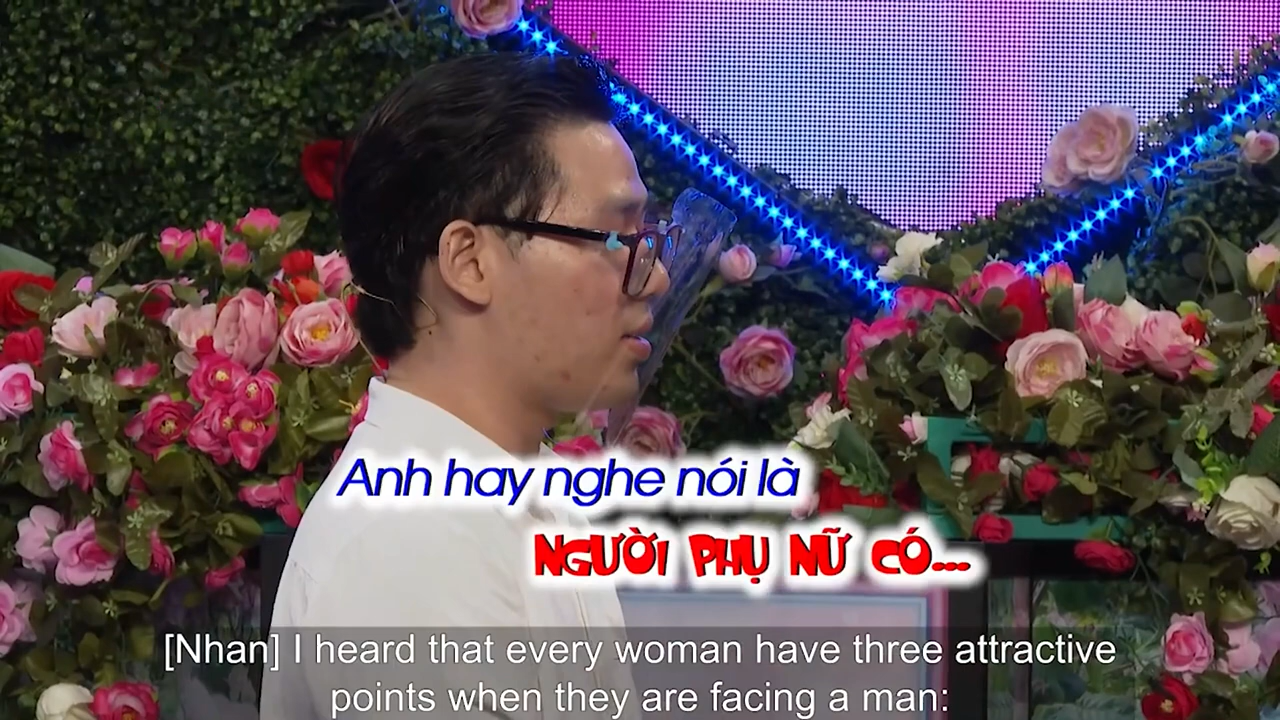 Anh hay nghe nói là
NGƯỜI PHỤ NỮ CÓ...
[Nhan] I heard that every woman have three attractive
points when they are facing a man: